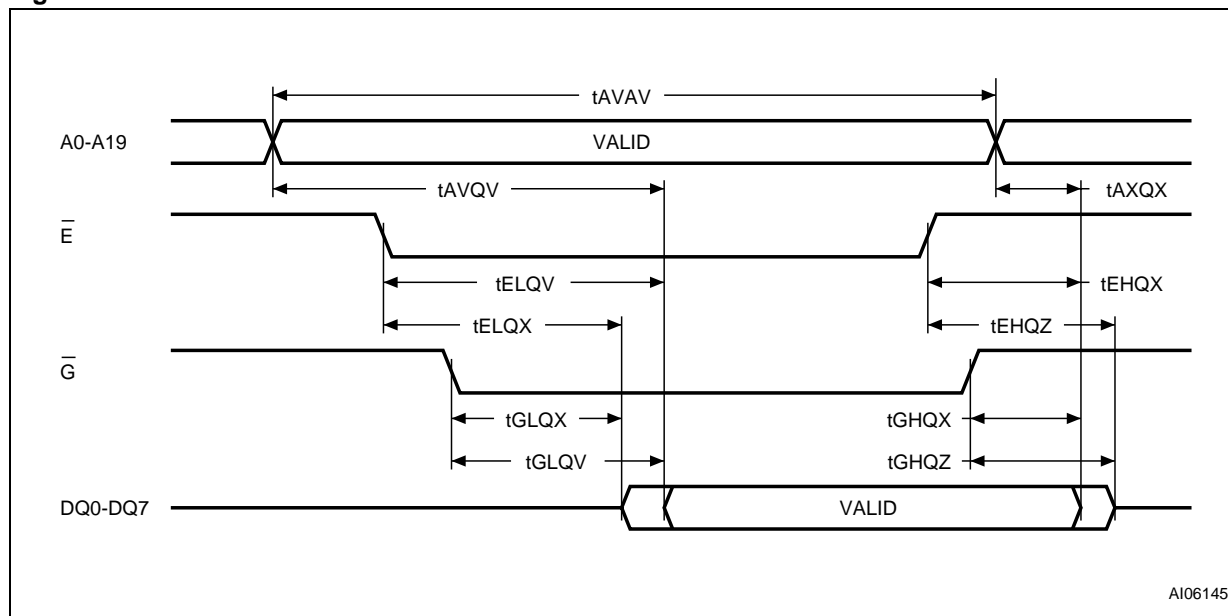 tAVAV
A0-A19
VALID
tAVQV
tAXQX
E̅
tELQV
tEHQX
tELQX
tEHQZ
G̅
tGLQX
tGHQX
tGLQV
tGHQZ
DQ0-DQ7
VALID
AI06145